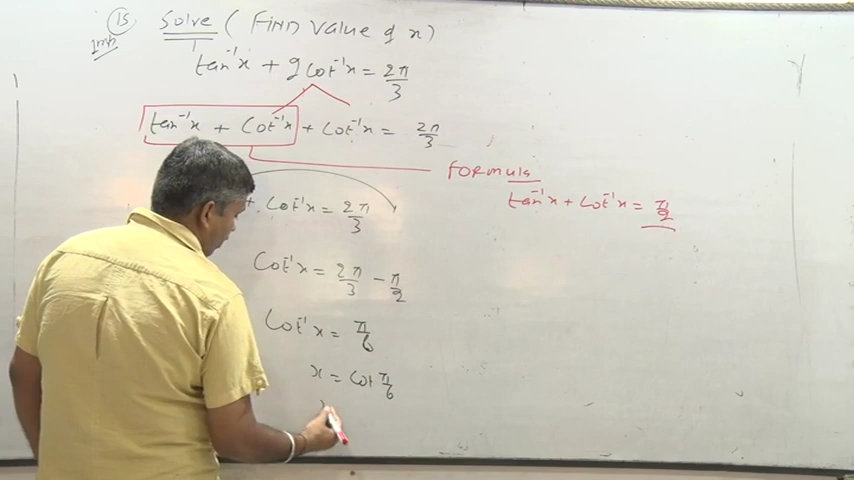 15 Solve (Find value of x)
Imp
tan⁻¹x + 2cot⁻¹x = 2π/3
tan⁻¹x + cot⁻¹x + cot⁻¹x = 2π/3
Formula
tan⁻¹x + cot⁻¹x = π/2
+ cot⁻¹x = 2π/3
cot⁻¹x = 2π/3 - π/2
cot⁻¹x = π/6
x = cot π/6